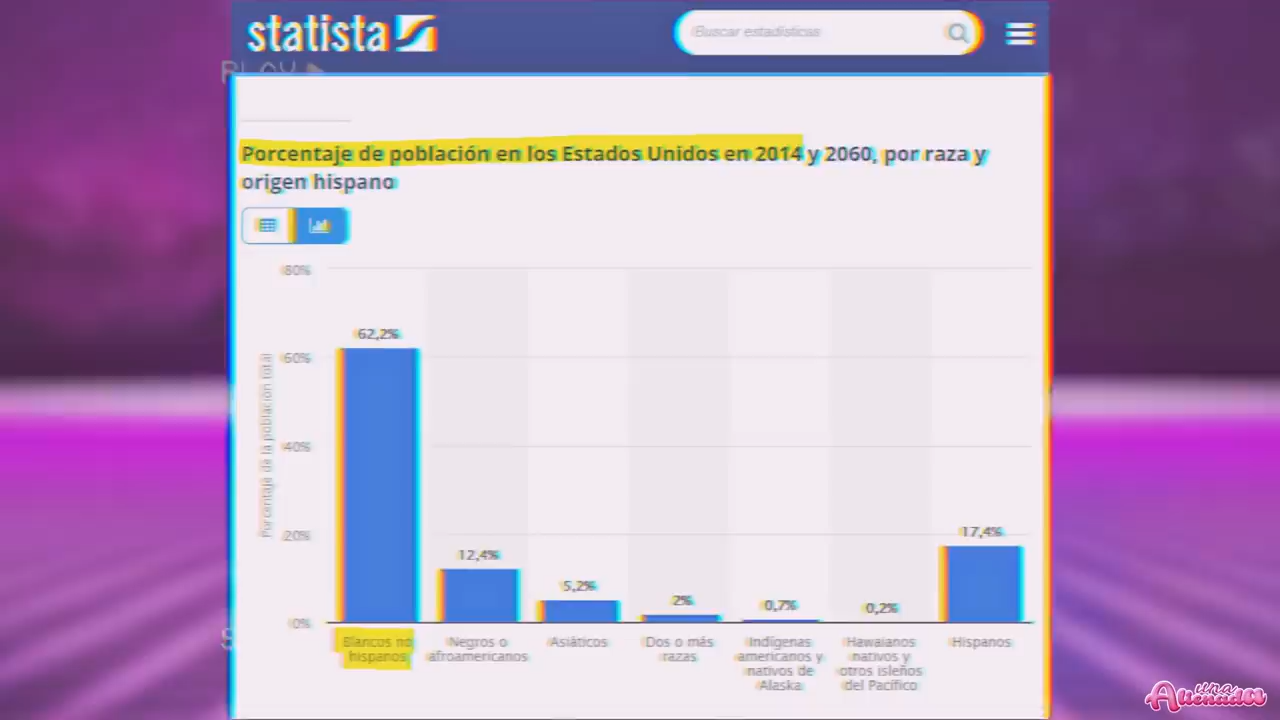 statista
Buscar estadísticas
PLAY
Porcentaje de población en los Estados Unidos en 2014 y 2060, por raza y
origen hispano
80%
60%
40%
20%
0%
Porcentaje de la población total
62,2%
12,4%
5,2%
2%
0,7%
0,2%
17,4%
Blancos no
hispanos
Negros o
afroamericanos
Asiáticos
Dos o más
razas
Indígenas
americanos y
nativos de
Alaska
Hawaianos
nativos y
otros isleños
del Pacífico
Hispanos